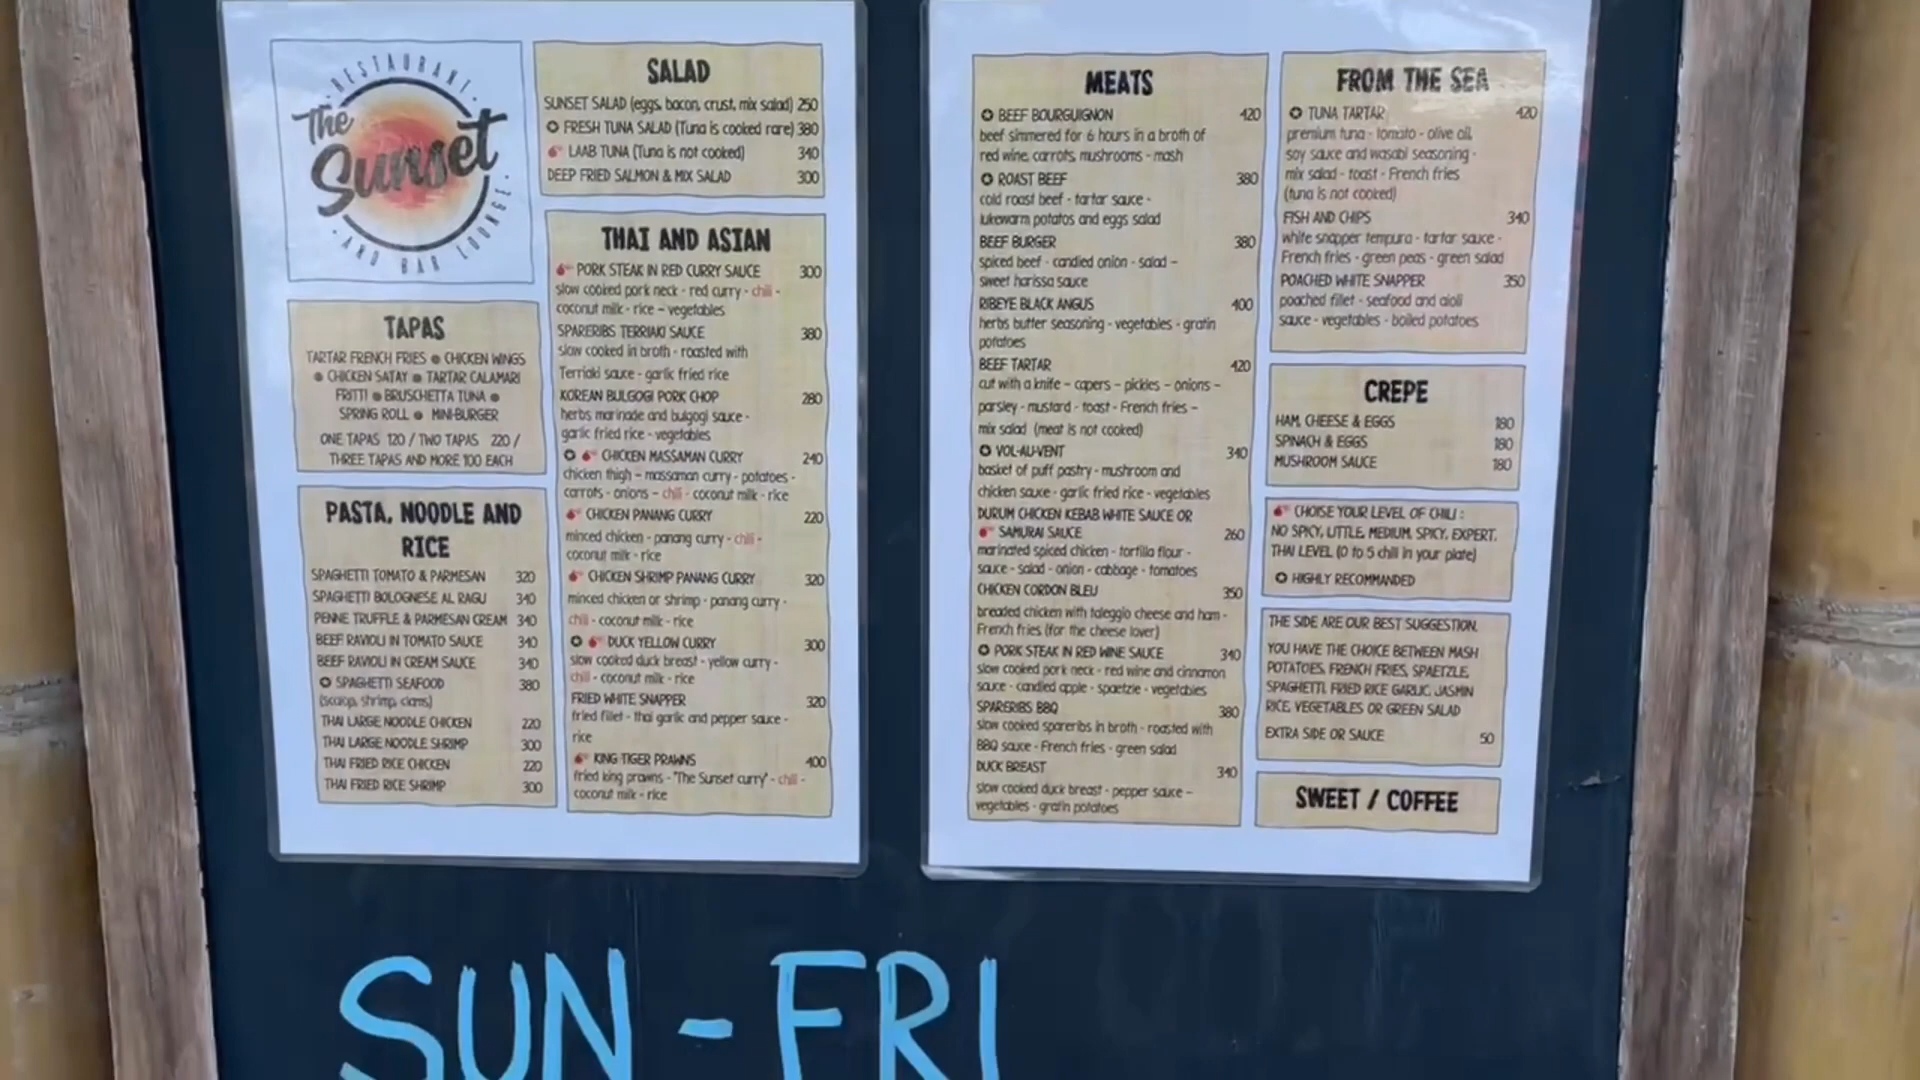 RESTAURANT
The
Sunset
AND BAR LOUNGE
TAPAS
TARTAR FRENCH FRIES ● CHICKEN WINGS
● CHICKEN SATAY ● TARTAR CALAMARI
FRITTI ● BRUSCHETTA TUNA ●
SPRING ROLL ● MINI-BURGER
ONE TAPAS 120 / TWO TAPAS 220 /
THREE TAPAS AND MORE 100 EACH
PASTA, NOODLE AND
RICE
SPAGHETTI TOMATO & PARMESAN 320
SPAGHETTI BOLOGNESE AL RAGU 340
PENNE TRUFFLE & PARMESAN CREAM 340
BEEF RAVIOLI IN TOMATO SAUCE 340
BEEF RAVIOLI IN CREAM SAUCE 340
✪ SPAGHETTI SEAFOOD 380
(scalop, shrimp, clams)
THAI LARGE NOODLE CHICKEN 220
THAI LARGE NOODLE SHRIMP 300
THAI FRIED RICE CHICKEN 220
THAI FRIED RICE SHRIMP 300
SALAD
SUNSET SALAD (eggs, bacon, crust, mix salad) 250
✪ FRESH TUNA SALAD (Tuna is cooked rare) 380
LAAB TUNA (Tuna is not cooked) 340
DEEP FRIED SALMON & MIX SALAD 300
THAI AND ASIAN
PORK STEAK IN RED CURRY SAUCE 300
slow cooked pork neck - red curry - chili -
coconut milk - rice – vegetables
SPARERIBS TERRIAKI SAUCE 380
slow cooked in broth - roasted with
Terriaki sauce - garlic fried rice
KOREAN BULGOGI PORK CHOP 280
herbs marinade and bulgogi sauce -
garlic fried rice - vegetables
✪ CHICKEN MASSAMAN CURRY 240
chicken thigh – massaman curry - potatoes -
carrots - onions – chili - coconut milk - rice
CHICKEN PANANG CURRY 220
minced chicken - panang curry - chili -
coconut milk - rice
CHICKEN SHRIMP PANANG CURRY 320
minced chicken or shrimp - panang curry -
chili - coconut milk - rice
✪ DUCK YELLOW CURRY 300
slow cooked duck breast - yellow curry -
chili - coconut milk - rice
FRIED WHITE SNAPPER 320
fried fillet - thai garlic and pepper sauce -
rice
KING TIGER PRAWNS 400
fried king prawns - "The Sunset curry" - chili -
coconut milk - rice
MEATS
✪ BEEF BOURGUIGNON 420
beef simmered for 6 hours in a broth of
red wine, carrots, mushrooms - mash
✪ ROAST BEEF 380
cold roast beef - tartar sauce -
lukewarm potatos and eggs salad
BEEF BURGER 380
spiced beef - candied onion - salad –
sweet harissa sauce
RIBEYE BLACK ANGUS 400
herbs butter seasoning - vegetables - gratin
potatoes
BEEF TARTAR 420
cut with a knife – capers – pickles – onions –
parsley - mustard - toast - French fries –
mix salad (meat is not cooked)
✪ VOL-AU-VENT 340
basket of puff pastry - mushroom and
chicken sauce - garlic fried rice - vegetables
DURUM CHICKEN KEBAB WHITE SAUCE OR
SAMURAI SAUCE 260
marinated spiced chicken - tortilla flour -
sauce - salad - onion - cabbage - tomatoes
CHICKEN CORDON BLEU 350
breaded chicken with taleggio cheese and ham -
French fries (for the cheese lover)
✪ PORK STEAK IN RED WINE SAUCE 340
slow cooked pork neck - red wine and cinnamon
sauce - candied apple - spaetzle - vegetables
SPARERIBS BBQ 380
slow cooked spareribs in broth - roasted with
BBQ sauce - French fries - green salad
DUCK BREAST 340
slow cooked duck breast - pepper sauce –
vegetables - gratin potatoes
FROM THE SEA
✪ TUNA TARTAR 420
premium tuna - tomato - olive oil,
soy sauce and wasabi seasoning -
mix salad - toast - French fries
(tuna is not cooked)
FISH AND CHIPS 340
white snapper tempura - tartar sauce -
French fries - green peas - green salad
POACHED WHITE SNAPPER 350
poached fillet - seafood and aioli
sauce - vegetables - boiled potatoes
CREPE
HAM, CHEESE & EGGS 180
SPINACH & EGGS 180
MUSHROOM SAUCE 180
CHOISE YOUR LEVEL OF CHILI :
NO SPICY, LITTLE, MEDIUM, SPICY, EXPERT,
THAI LEVEL (0 to 5 chili in your plate)
✪ HIGHLY RECOMMANDED
THE SIDE ARE OUR BEST SUGGESTION,
YOU HAVE THE CHOICE BETWEEN MASH
POTATOES, FRENCH FRIES, SPAETZLE,
SPAGHETTI, FRIED RICE GARLIC, JASMIN
RICE, VEGETABLES OR GREEN SALAD
EXTRA SIDE OR SAUCE 50
SWEET / COFFEE
SUN - FRI